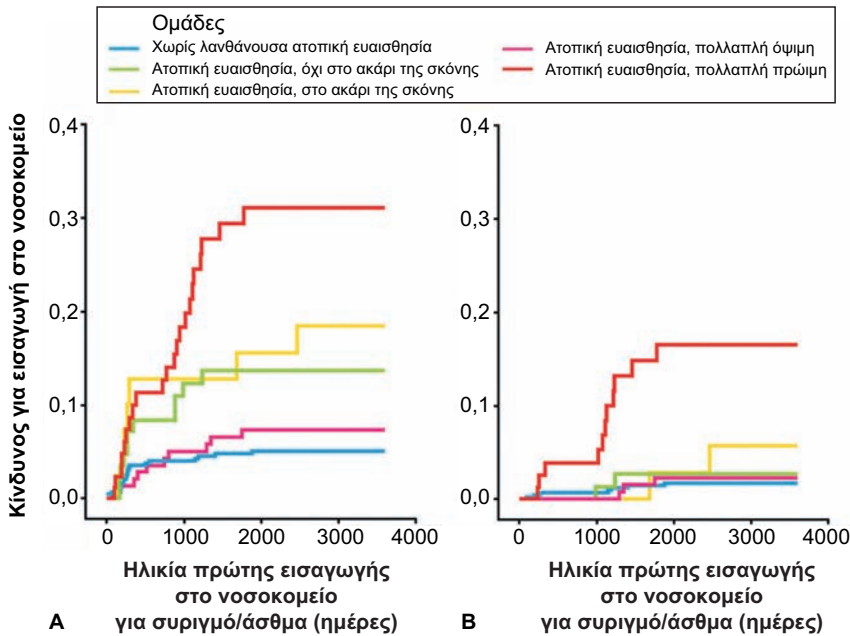 Ομάδες
Χωρίς λανθάνουσα ατοπική ευαισθησία
Ατοπική ευαισθησία, όχι στο ακάρι της σκόνης
Ατοπική ευαισθησία, στο ακάρι της σκόνης
Ατοπική ευαισθησία, πολλαπλή όψιμη
Ατοπική ευαισθησία, πολλαπλή πρώιμη
Κίνδυνος για εισαγωγή στο νοσοκομείο
0,4
0,3
0,2
0,1
0,0
0 1000 2000 3000 4000
Ηλικία πρώτης εισαγωγής
στο νοσοκομείο
για συριγμό/άσθμα (ημέρες)
A
0,4
0,3
0,2
0,1
0,0
0 1000 2000 3000 4000
Ηλικία πρώτης εισαγωγής
στο νοσοκομείο
για συριγμό/άσθμα (ημέρες)
B